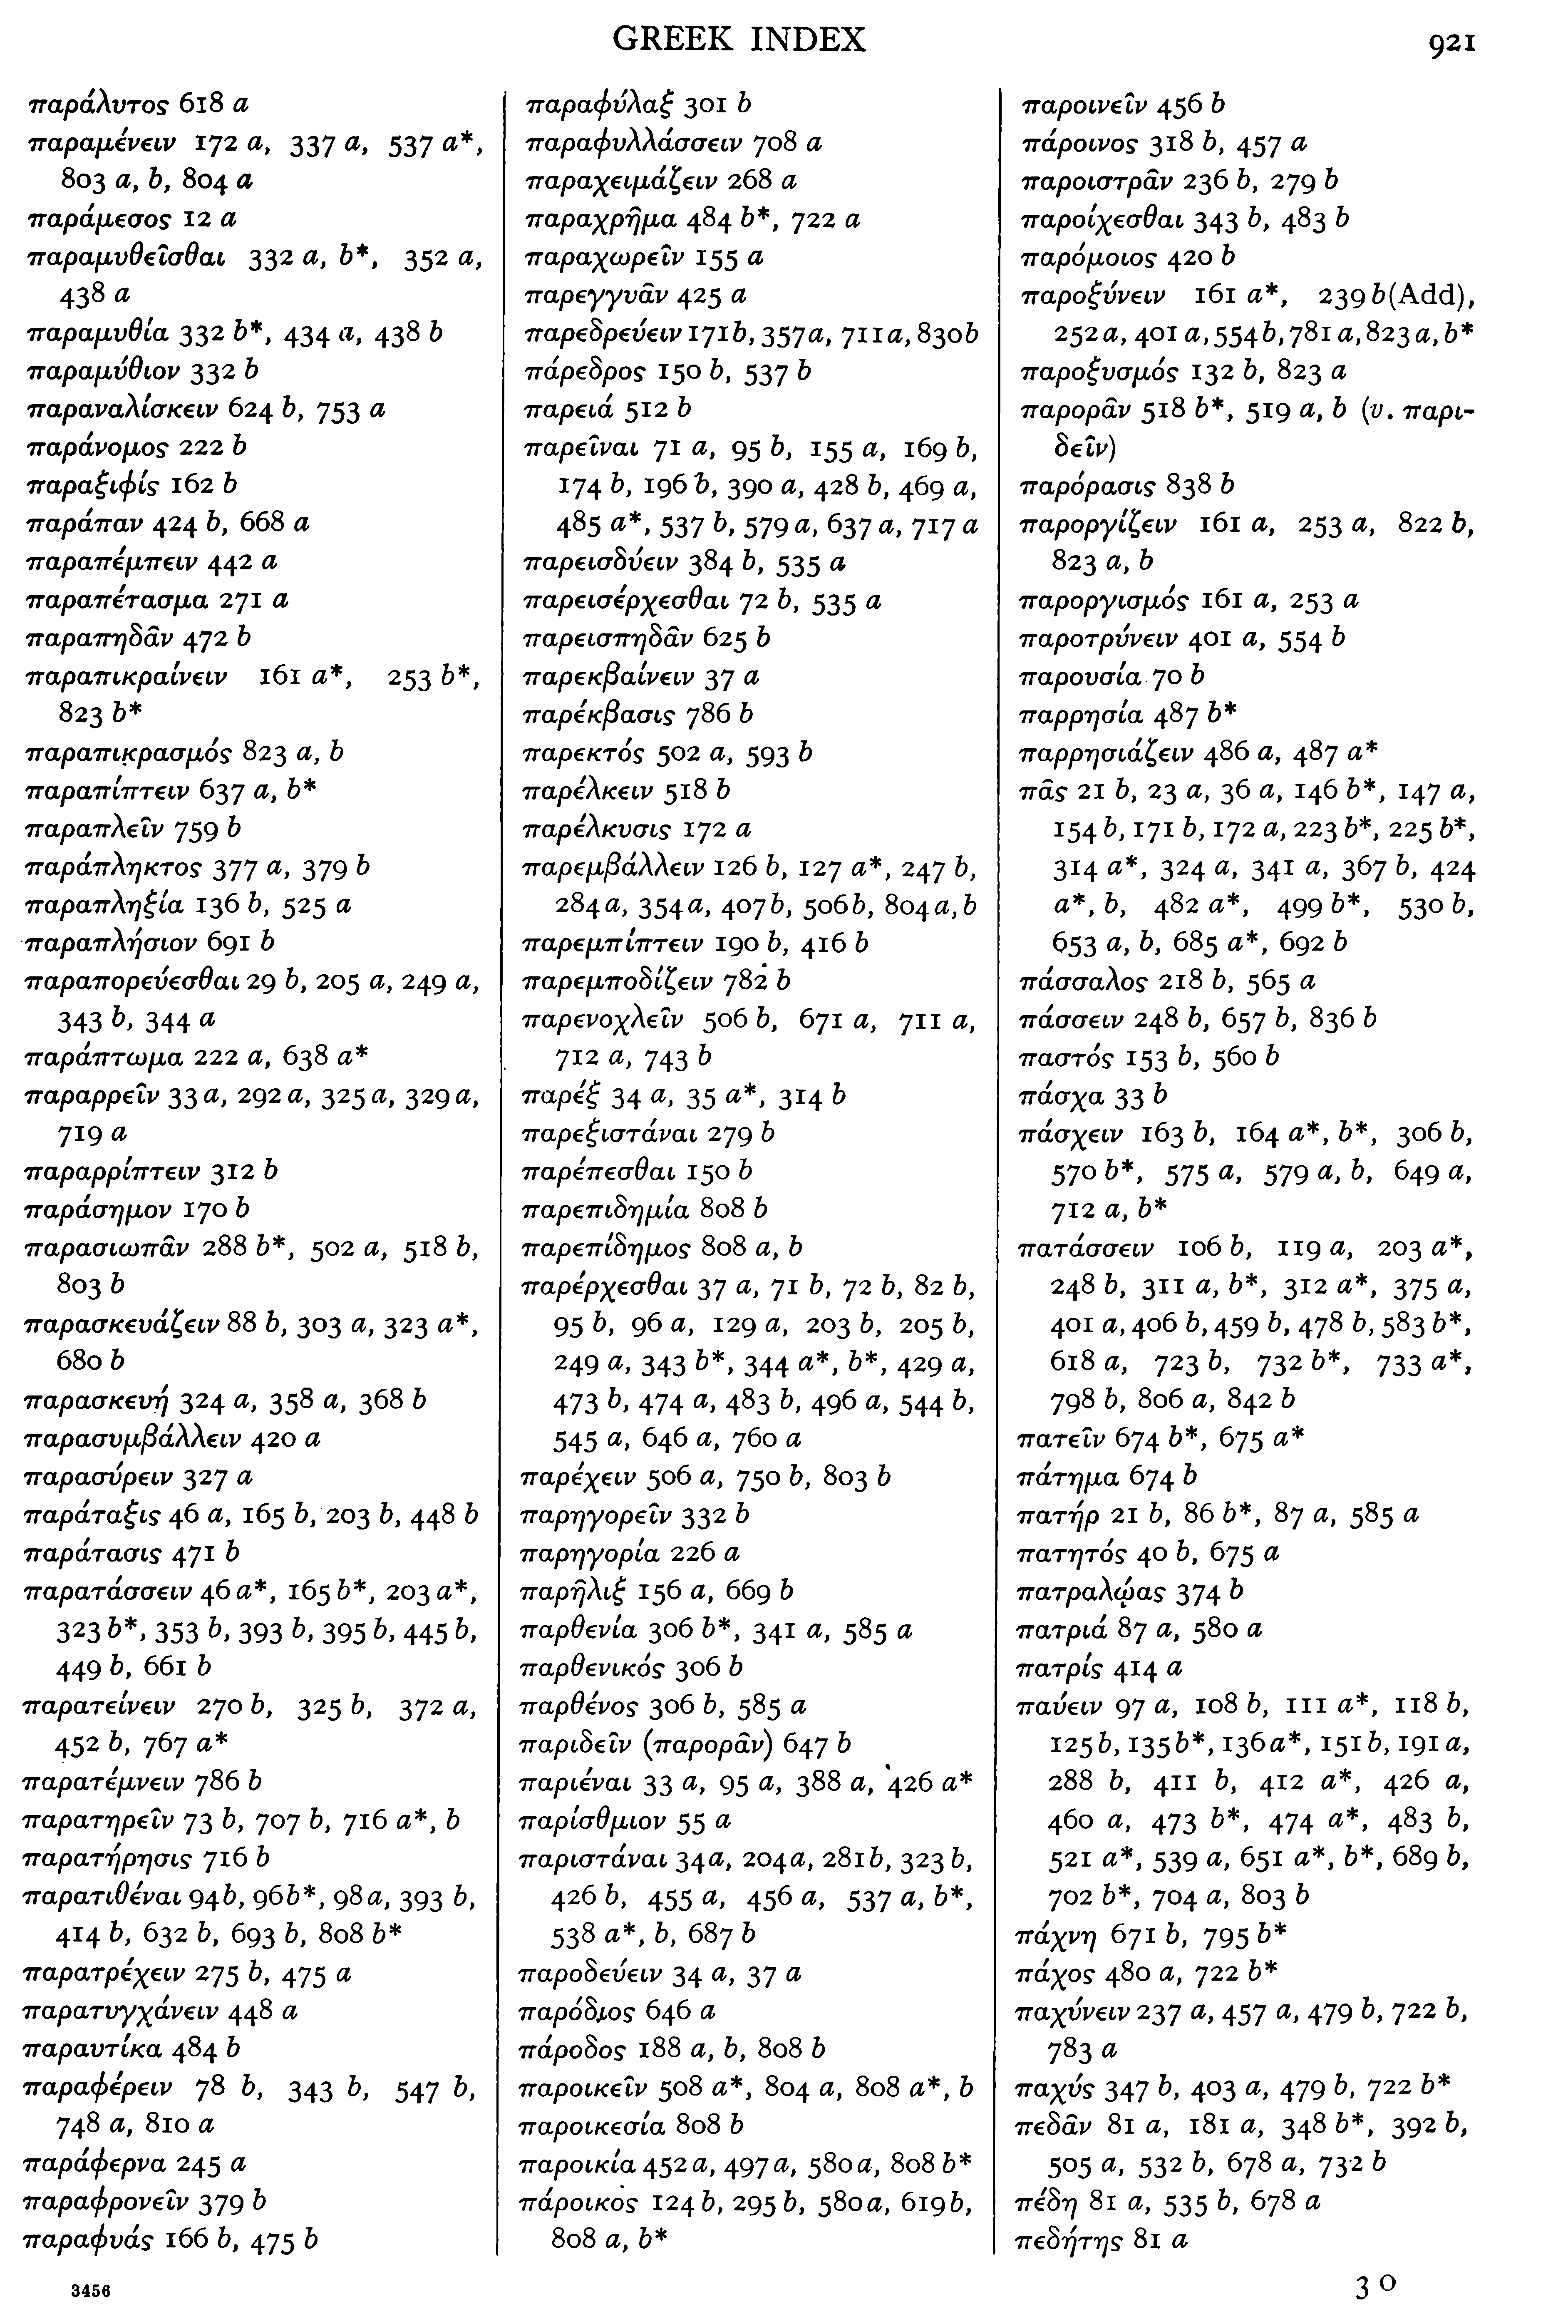 GREEK INDEX
921
παράλυτος 618 a
παραμένειν 172 a, 337 a, 537 a*,
803 a, b, 804 a
παράμεσος 12 a
παραμυθεῖσθαι 332 a, b*, 352 a,
438 a
παραμυθία 332 b*, 434 a, 438 b
παραμύθιον 332 b
παραναλίσκειν 624 b, 753 a
παράνομος 222 b
παραξιφίς 162 b
παράπαν 424 b, 668 a
παραπέμπειν 442 a
παραπέτασμα 271 a
παραπηδᾶν 472 b
παραπικραίνειν 161 a*, 253 b*,
823 b*
παραπικρασμός 823 a, b
παραπίπτειν 637 a, b*
παραπλεῖν 759 b
παράπληκτος 377 a, 379 b
παραπληξία 136 b, 525 a
παραπλήσιον 691 b
παραπορεύεσθαι 29 b, 205 a, 249 a,
343 b, 344 a
παράπτωμα 222 a, 638 a*
παραρρεῖν 33 a, 292 a, 325 a, 329 a,
719 a
παραρρίπτειν 312 b
παράσημον 170 b
παρασιωπᾶν 288 b*, 502 a, 518 b,
803 b
παρασκευάζειν 88 b, 303 a, 323 a*,
680 b
παρασκευή 324 a, 358 a, 368 b
παρασυμβάλλειν 420 a
παρασύρειν 327 a
παράταξις 46 a, 165 b, 203 b, 448 b
παράτασις 471 b
παρατάσσειν 46 a*, 165 b*, 203 a*,
323 b*, 353 b, 393 b, 395 b, 445 b,
449 b, 661 b
παρατείνειν 270 b, 325 b, 372 a,
452 b, 767 a*
παρατέμνειν 786 b
παρατηρεῖν 73 b, 707 b, 716 a*, b
παρατήρησις 716 b
παρατιθέναι 94 b, 96 b*, 98 a, 393 b,
414 b, 632 b, 693 b, 808 b*
παρατρέχειν 275 b, 475 a
παρατυγχάνειν 448 a
παραυτίκα 484 b
παραφέρειν 78 b, 343 b, 547 b,
748 a, 810 a
παράφερνα 245 a
παραφρονεῖν 379 b
παραφυάς 166 b, 475 b
παραφύλαξ 301 b
παραφυλλάσσειν 708 a
παραχειμάζειν 268 a
παραχρῆμα 484 b*, 722 a
παραχωρεῖν 155 a
παρεγγυᾶν 425 a
παρεδρεύειν 171 b, 357 a, 711 a, 830 b
πάρεδρος 150 b, 537 b
παρειά 512 b
παρεῖναι 71 a, 95 b, 155 a, 169 b,
174 b, 196 b, 390 a, 428 b, 469 a,
485 a*, 537 b, 579 a, 637 a, 717 a
παρεισδύειν 384 b, 535 a
παρεισέρχεσθαι 72 b, 535 a
παρεισπηδᾶν 625 b
παρεκβαίνειν 37 a
παρέκβασις 786 b
παρεκτός 502 a, 593 b
παρέλκειν 518 b
παρέλκυσις 172 a
παρεμβάλλειν 126 b, 127 a*, 247 b,
284 a, 354 a, 407 b, 506 b, 804 a, b
παρεμπίπτειν 190 b, 416 b
παρεμποδίζειν 782 b
παρενοχλεῖν 506 b, 671 a, 711 a,
712 a, 743 b
παρέξ 34 a, 35 a*, 314 b
παρεξιστάναι 279 b
παρέπεσθαι 150 b
παρεπιδημία 808 b
παρεπίδημος 808 a, b
παρέρχεσθαι 37 a, 71 b, 72 b, 82 b,
95 b, 96 a, 129 a, 203 b, 205 b,
249 a, 343 b*, 344 a*, b*, 429 a,
473 b, 474 a, 483 b, 496 a, 544 b,
545 a, 646 a, 760 a
παρέχειν 506 a, 750 b, 803 b
παρηγορεῖν 332 b
παρηγορία 226 a
παρῆλιξ 156 a, 669 b
παρθενία 306 b*, 341 a, 585 a
παρθενικός 306 b
παρθένος 306 b, 585 a
παριδεῖν (παρορᾶν) 647 b
παριέναι 33 a, 95 a, 388 a, 426 a*
παρίσθμιον 55 a
παριστάναι 34 a, 204 a, 281 b, 323 b,
426 b, 455 a, 456 a, 537 a, b*,
538 a*, b, 687 b
παροδεύειν 34 a, 37 a
παρόδιος 646 a
πάροδος 188 a, b, 808 b
παροικεῖν 508 a*, 804 a, 808 a*, b
παροικεσία 808 b
παροικία 452 a, 497 a, 580 a, 808 b*
πάροικος 124 b, 295 b, 580 a, 619 b,
808 a, b*
παροινεῖν 456 b
πάροινος 318 b, 457 a
παροιστρᾶν 236 b, 279 b
παροίχεσθαι 343 b, 483 b
παρόμοιος 420 b
παροξύνειν 161 a*, 239 b (Add),
252 a, 401 a, 554 b, 781 a, 823 a, b*
παροξυσμός 132 b, 823 a
παρορᾶν 518 b*, 519 a, b (v. παρι-
δεῖν)
παρόρασις 838 b
παροργίζειν 161 a, 253 a, 822 b,
823 a, b
παροργισμός 161 a, 253 a
παροτρύνειν 401 a, 554 b
παρουσία 70 b
παρρησία 487 b*
παρρησιάζειν 486 a, 487 a*
πᾶς 21 b, 23 a, 36 a, 146 b*, 147 a,
154 b, 171 b, 172 a, 223 b*, 225 b*,
314 a*, 324 a, 341 a, 367 b, 424
a*, b, 482 a*, 499 b*, 530 b,
653 a, b, 685 a*, 692 b
πάσσαλος 218 b, 565 a
πάσσειν 248 b, 657 b, 836 b
παστός 153 b, 560 b
πάσχα 33 b
πάσχειν 163 b, 164 a*, b*, 306 b,
570 b*, 575 a, 579 a, b, 649 a,
712 a, b*
πατάσσειν 106 b, 119 a, 203 a*,
248 b, 311 a, b*, 312 a*, 375 a,
401 a, 406 b, 459 b, 478 b, 583 b*,
618 a, 723 b, 732 b*, 733 a*,
798 b, 806 a, 842 b
πατεῖν 674 b*, 675 a*
πάτημα 674 b
πατήρ 21 b, 86 b*, 87 a, 585 a
πατητός 40 b, 675 a
πατραλῴας 374 b
πατριά 87 a, 580 a
πατρίς 414 a
παύειν 97 a, 108 b, 111 a*, 118 b,
125 b, 135 b*, 136 a*, 151 b, 191 a,
288 b, 411 b, 412 a*, 426 a,
460 a, 473 b*, 474 a*, 483 b,
521 a*, 539 a, 651 a*, b*, 689 b,
702 b*, 704 a, 803 b
πάχνη 671 b, 795 b*
πάχος 480 a, 722 b*
παχύνειν 237 a, 457 a, 479 b, 722 b,
783 a
παχύς 347 b, 403 a, 479 b, 722 b*
πεδᾶν 81 a, 181 a, 348 b*, 392 b,
505 a, 532 b, 678 a, 732 b
πέδη 81 a, 535 b, 678 a
πεδήτης 81 a
3456
3 O